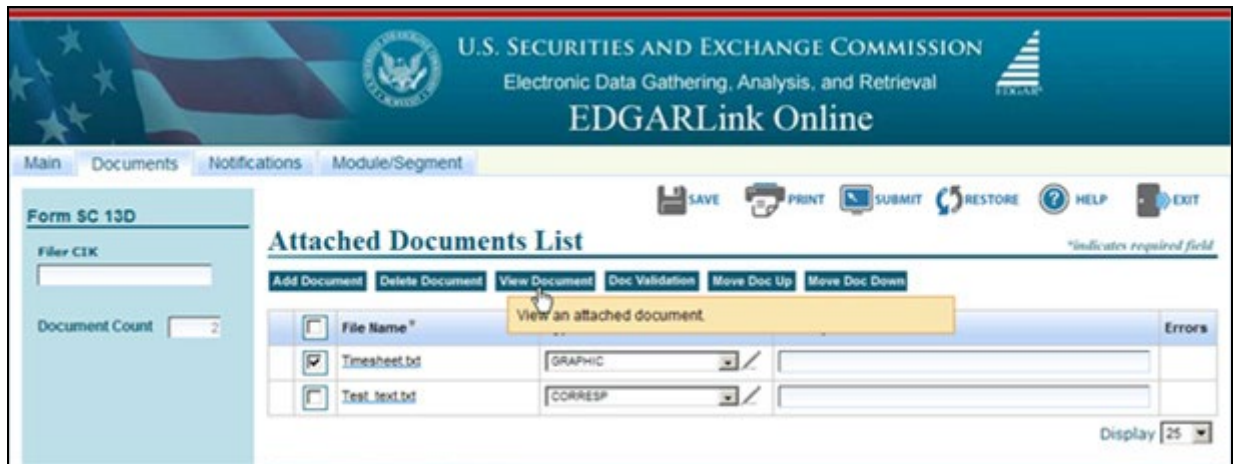 U.S. SECURITIES AND EXCHANGE COMMISSION
Electronic Data Gathering, Analysis, and Retrieval
EDGAR®
EDGARLink Online
Main Documents Notifications Module/Segment
SAVE PRINT SUBMIT RESTORE HELP EXIT
Form SC 13D
Attached Documents List
*indicates required field
Filer CIK
Add Document Delete Document View Document Doc Validation Move Doc Up Move Doc Down
View an attached document.
Document Count 2
File Name* Errors
Timesheet.txt GRAPHIC
Test_text.txt CORRESP
Display 25